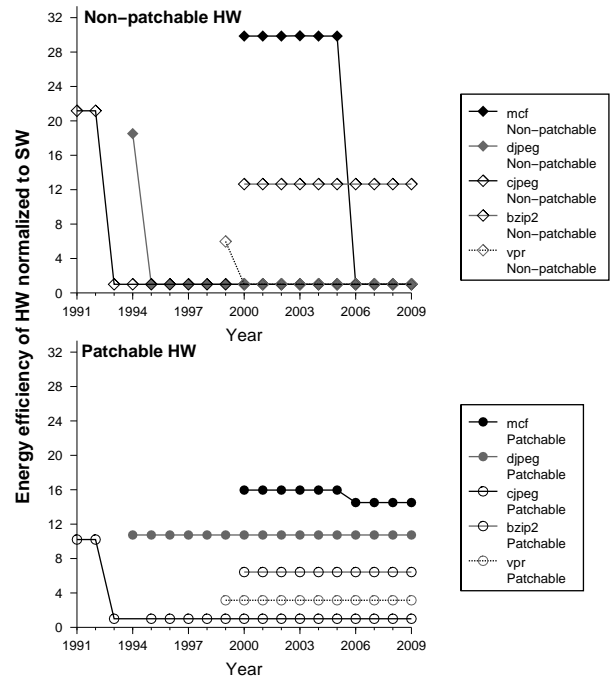 Energy efficiency of HW normalized to SW
Non-patchable HW
32
28
24
20
16
12
8
4
0
1991 1994 1997 2000 2003 2006 2009
Year
mcf
Non-patchable
djpeg
Non-patchable
cjpeg
Non-patchable
bzip2
Non-patchable
vpr
Non-patchable
Patchable HW
32
28
24
20
16
12
8
4
0
1991 1994 1997 2000 2003 2006 2009
Year
mcf
Patchable
djpeg
Patchable
cjpeg
Patchable
bzip2
Patchable
vpr
Patchable